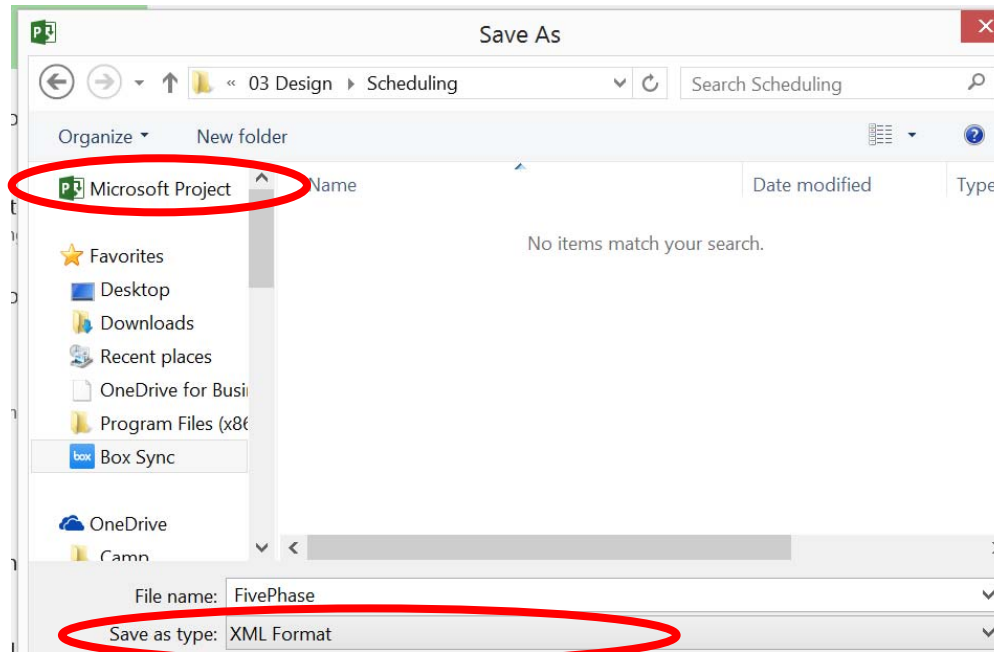 Save As
« 03 Design Scheduling Search Scheduling
Organize New folder
Microsoft Project Name Date modified Type
No items match your search.
Favorites
Desktop
Downloads
Recent places
OneDrive for Busi
Program Files (x86
box Box Sync
OneDrive
Camp
File name: FivePhase
Save as type: XML Format